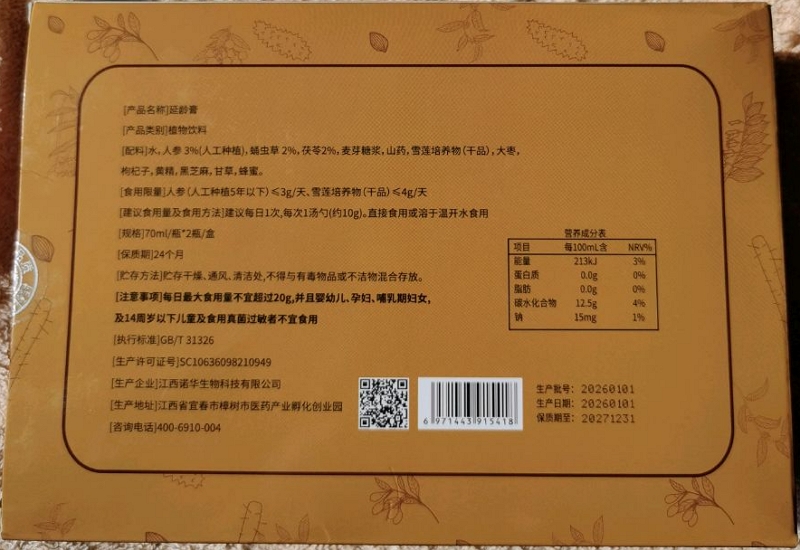 [产品名称]延龄膏
[产品类别]植物饮料
[配料]水,人参 3%(人工种植),蛹虫草 2%,茯苓2%,麦芽糖浆,山药,雪莲培养物(干品),大枣,
枸杞子,黄精,黑芝麻,甘草,蜂蜜。
[食用限量]人参(人工种植5年以下)≤3g/天、雪莲培养物(干品)≤4g/天
[建议食用量及食用方法]建议每日1次,每次1汤勺(约10g)。直接食用或溶于温开水食用
[规格]70ml/瓶*2瓶/盒
[保质期]24个月
[贮存方法]贮存干燥、通风、清洁处,不得与有毒物品或不洁物混合存放。
[注意事项]每日最大食用量不宜超过20g,并且婴幼儿、孕妇、哺乳期妇女,
及14周岁以下儿童及食用真菌过敏者不宜食用
[执行标准]GB/T 31326
[生产许可证号]SC10636098210949
[生产企业]江西诺华生物科技有限公司
[生产地址]江西省宜春市樟树市医药产业孵化创业园
[咨询电话]400-6910-004
营养成分表
项目 每100mL含 NRV%
能量 213kJ 3%
蛋白质 0.0g 0%
脂肪 0.0g 0%
碳水化合物 12.5g 4%
钠 15mg 1%
6 971443 915418
生产批号: 20260101
生产日期: 20260101
保质期至: 20271231